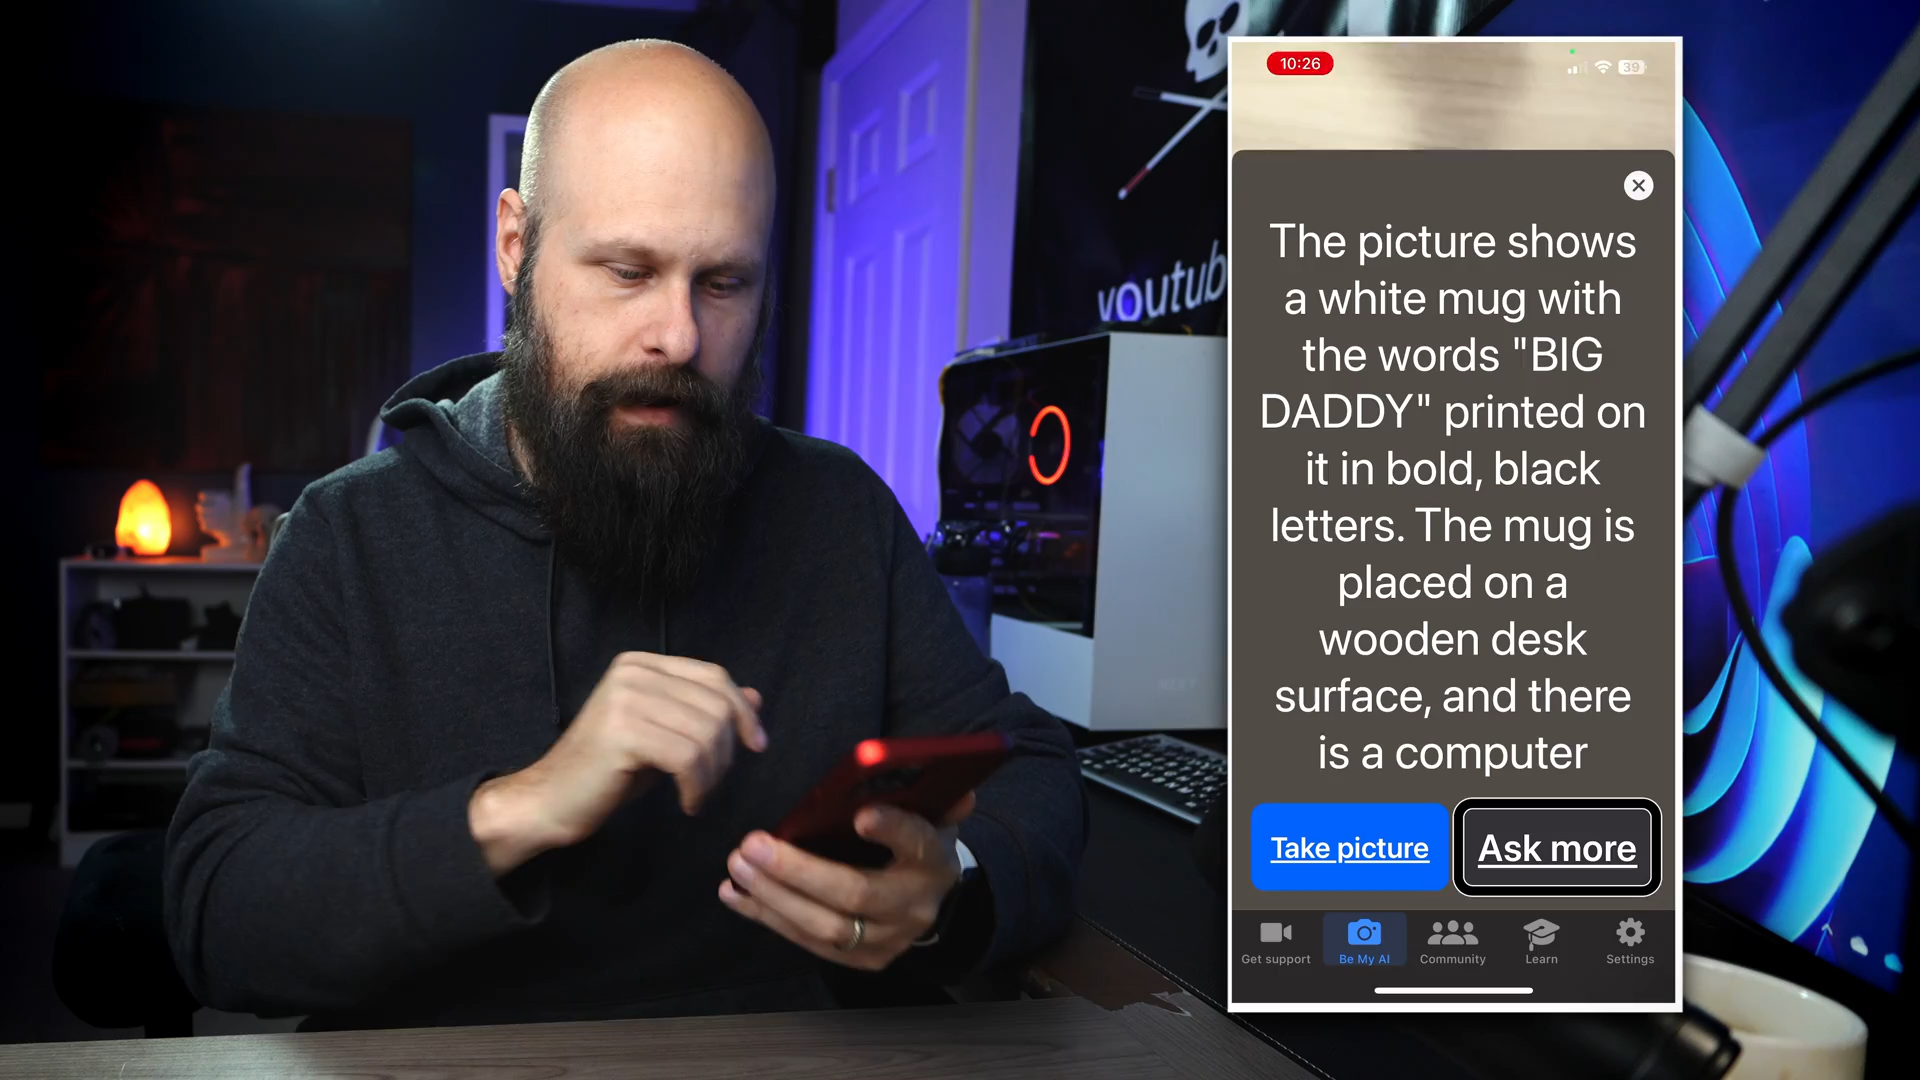 youtub
10:26
39
The picture shows
a white mug with
the words "BIG
DADDY" printed on
it in bold, black
letters. The mug is
placed on a
wooden desk
surface, and there
is a computer
Take picture
Ask more
Get support
Be My AI
Community
Learn
Settings